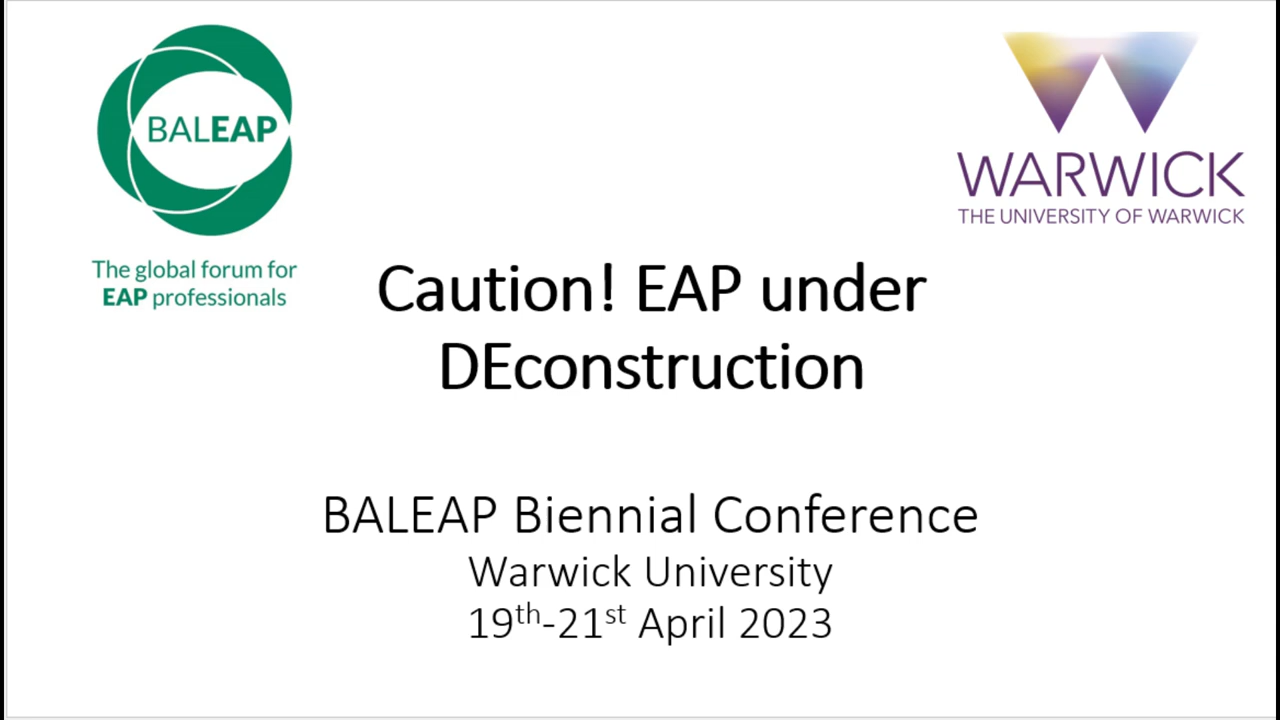 BALEAP
The global forum for
EAP professionals
WARWICK
THE UNIVERSITY OF WARWICK
Caution! EAP under
DEconstruction
BALEAP Biennial Conference
Warwick University
19th-21st April 2023